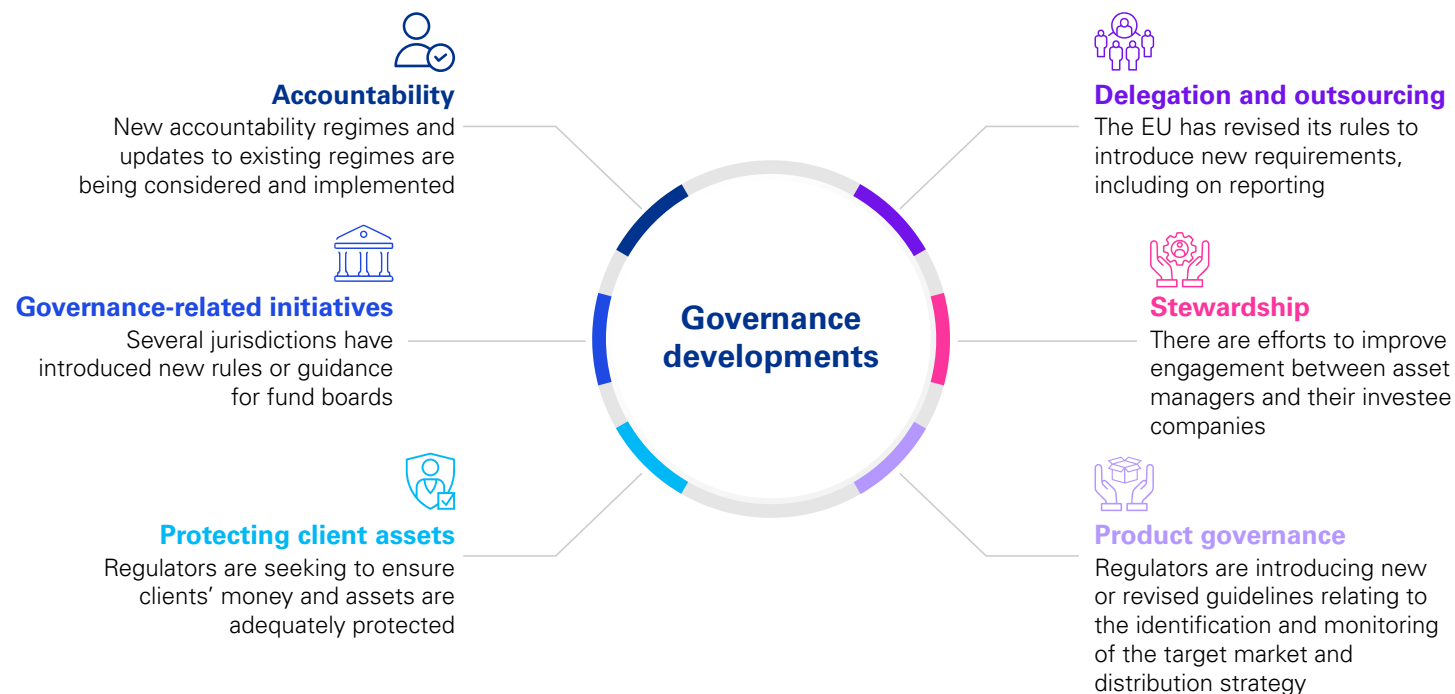 Accountability
New accountability regimes and
updates to existing regimes are
being considered and implemented
Governance-related initiatives
Several jurisdictions have
introduced new rules or guidance
for fund boards
Protecting client assets
Regulators are seeking to ensure
clients’ money and assets are
adequately protected
Governance
developments
Delegation and outsourcing
The EU has revised its rules to
introduce new requirements,
including on reporting
Stewardship
There are efforts to improve
engagement between asset
managers and their investee
companies
Product governance
Regulators are introducing new
or revised guidelines relating to
the identification and monitoring
of the target market and
distribution strategy